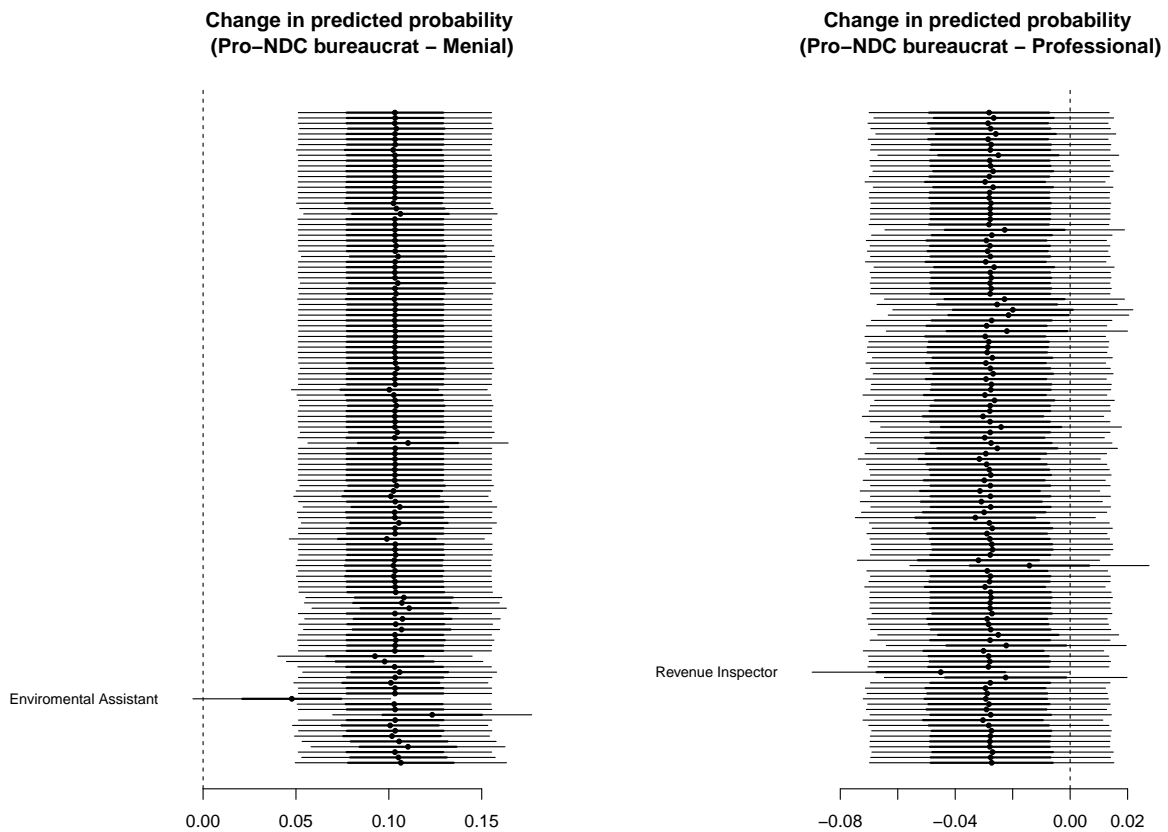 Change in predicted probability
(Pro−NDC bureaucrat − Menial)
Enviromental Assistant
0.00 0.05 0.10 0.15
Change in predicted probability
(Pro−NDC bureaucrat − Professional)
Revenue Inspector
−0.08 −0.04 0.00 0.02